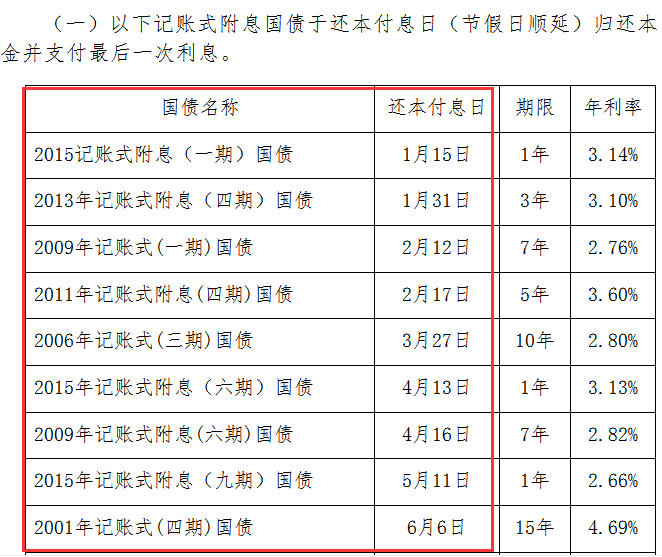 （一）以下记账式附息国债于还本付息日（节假日顺延）归还本
金并支付最后一次利息。
国债名称 还本付息日 期限 年利率
2015记账式附息（一期）国债 1月15日 1年 3.14%
2013年记账式附息（四期）国债 1月31日 3年 3.10%
2009年记账式(一期)国债 2月12日 7年 2.76%
2011年记账式附息(四期)国债 2月17日 5年 3.60%
2006年记账式(三期)国债 3月27日 10年 2.80%
2015年记账式附息（六期）国债 4月13日 1年 3.13%
2009年记账式附息(六期)国债 4月16日 7年 2.82%
2015年记账式附息（九期）国债 5月11日 1年 2.66%
2001年记账式(四期)国债 6月6日 15年 4.69%